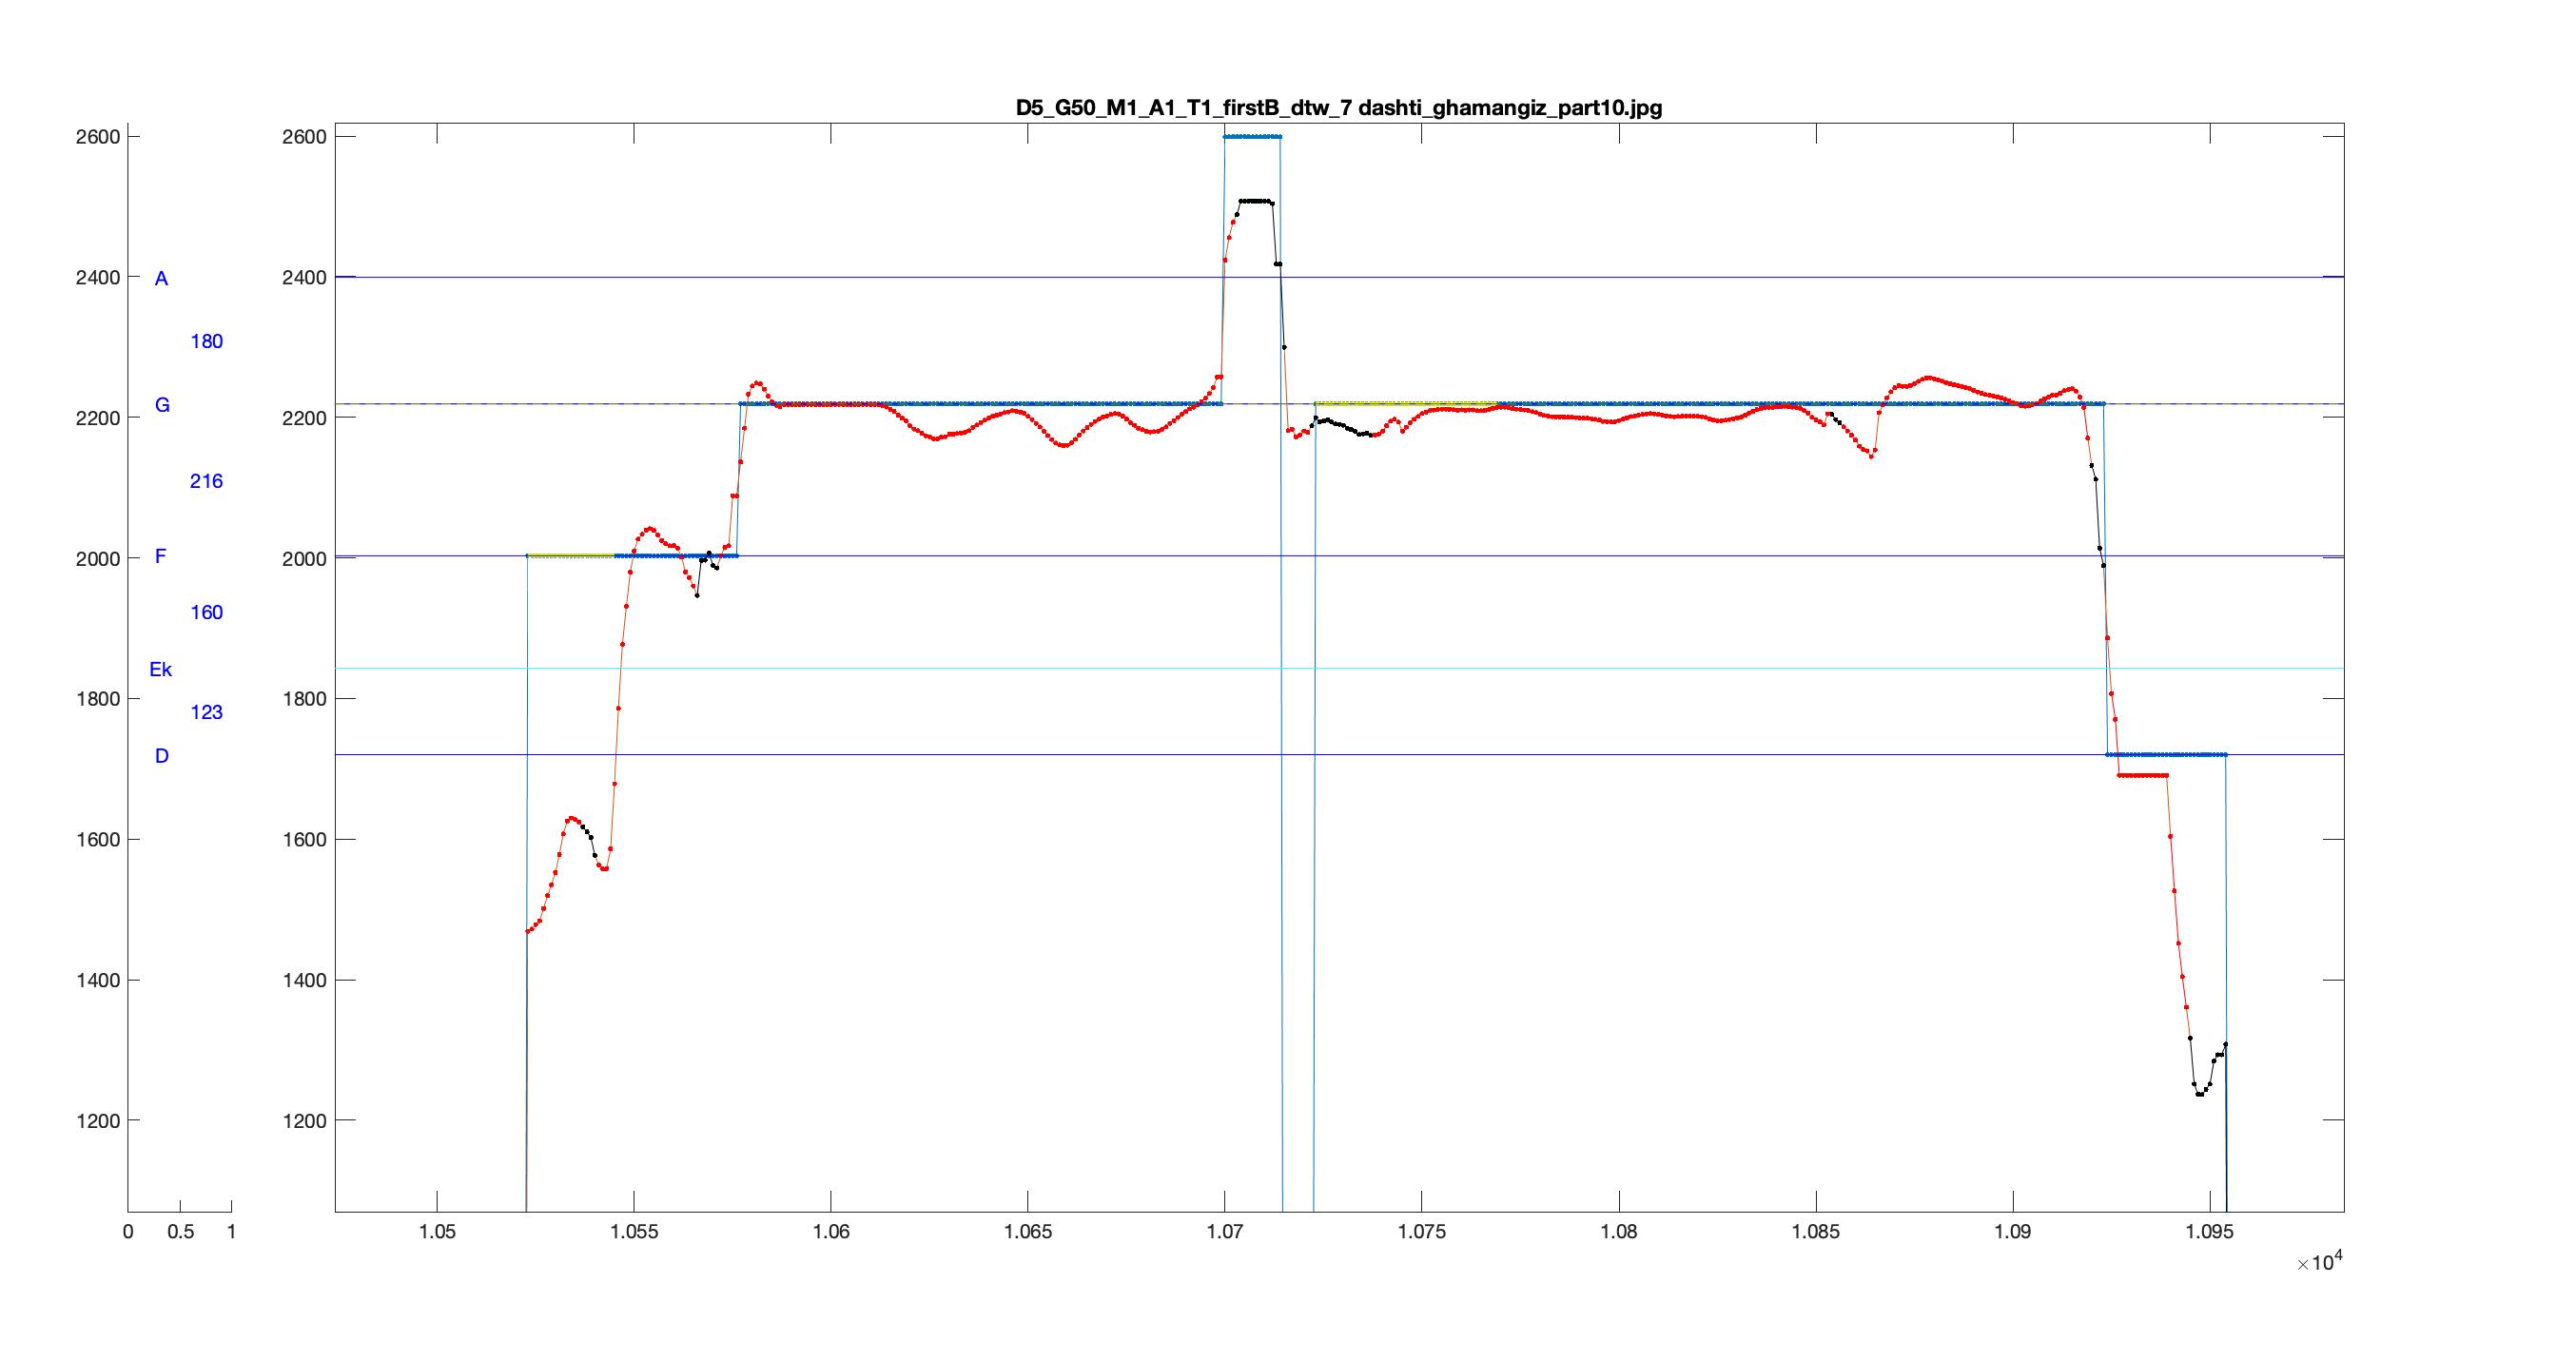 D5_G50_M1_A1_T1_firstB_dtw_7 dashti_ghamangiz_part10.jpg
2600 2600
2400 A 2400
180
G
2200 2200
216
2000 F 2000
160
Ek
1800 1800
123
D
1600 1600
1400 1400
1200 1200
0 0.5 1 1.05 1.055 1.06 1.065 1.07 1.075 1.08 1.085 1.09 1.095
×10⁴